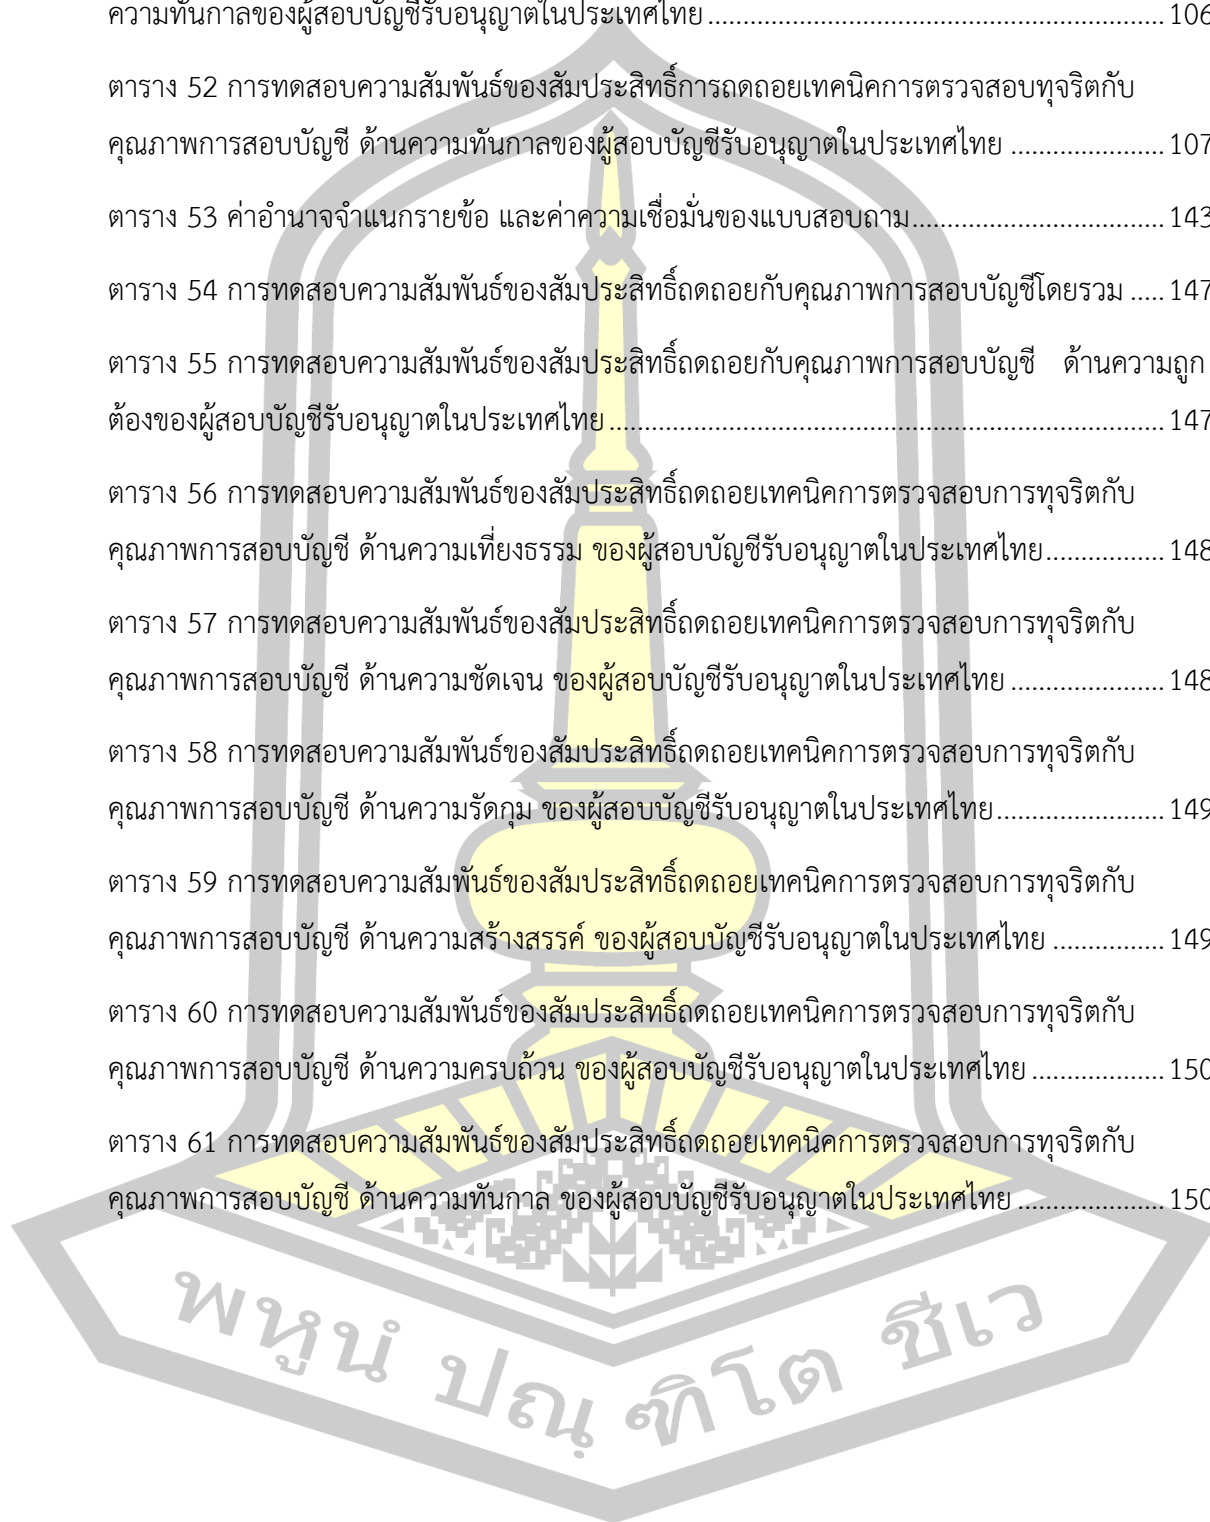 ความทันกาลของผู้สอบบัญชีรับอนุญาตในประเทศไทย ................................................................ 106
ตาราง 52 การทดสอบความสัมพันธ์ของสัมประสิทธิ์การถดถอยเทคนิคการตรวจสอบทุจริตกับ
คุณภาพการสอบบัญชี ด้านความทันกาลของผู้สอบบัญชีรับอนุญาตในประเทศไทย ...................... 107
ตาราง 53 ค่าอำนาจจำแนกรายข้อ และค่าความเชื่อมั่นของแบบสอบถาม.................................... 143
ตาราง 54 การทดสอบความสัมพันธ์ของสัมประสิทธิ์ถดถอยกับคุณภาพการสอบบัญชีโดยรวม ..... 147
ตาราง 55 การทดสอบความสัมพันธ์ของสัมประสิทธิ์ถดถอยกับคุณภาพการสอบบัญชี ด้านความถูก
ต้องของผู้สอบบัญชีรับอนุญาตในประเทศไทย ............................................................................... 147
ตาราง 56 การทดสอบความสัมพันธ์ของสัมประสิทธิ์ถดถอยเทคนิคการตรวจสอบการทุจริตกับ
คุณภาพการสอบบัญชี ด้านความเที่ยงธรรม ของผู้สอบบัญชีรับอนุญาตในประเทศไทย................. 148
ตาราง 57 การทดสอบความสัมพันธ์ของสัมประสิทธิ์ถดถอยเทคนิคการตรวจสอบการทุจริตกับ
คุณภาพการสอบบัญชี ด้านความชัดเจน ของผู้สอบบัญชีรับอนุญาตในประเทศไทย ...................... 148
ตาราง 58 การทดสอบความสัมพันธ์ของสัมประสิทธิ์ถดถอยเทคนิคการตรวจสอบการทุจริตกับ
คุณภาพการสอบบัญชี ด้านความรัดกุม ของผู้สอบบัญชีรับอนุญาตในประเทศไทย........................ 149
ตาราง 59 การทดสอบความสัมพันธ์ของสัมประสิทธิ์ถดถอยเทคนิคการตรวจสอบการทุจริตกับ
คุณภาพการสอบบัญชี ด้านความสร้างสรรค์ ของผู้สอบบัญชีรับอนุญาตในประเทศไทย ............... 149
ตาราง 60 การทดสอบความสัมพันธ์ของสัมประสิทธิ์ถดถอยเทคนิคการตรวจสอบการทุจริตกับ
คุณภาพการสอบบัญชี ด้านความครบถ้วน ของผู้สอบบัญชีรับอนุญาตในประเทศไทย ................... 150
ตาราง 61 การทดสอบความสัมพันธ์ของสัมประสิทธิ์ถดถอยเทคนิคการตรวจสอบการทุจริตกับ
คุณภาพการสอบบัญชี ด้านความทันกาล ของผู้สอบบัญชีรับอนุญาตในประเทศไทย ..................... 150
พหูนํ ปณฺฑิโต ชีเว